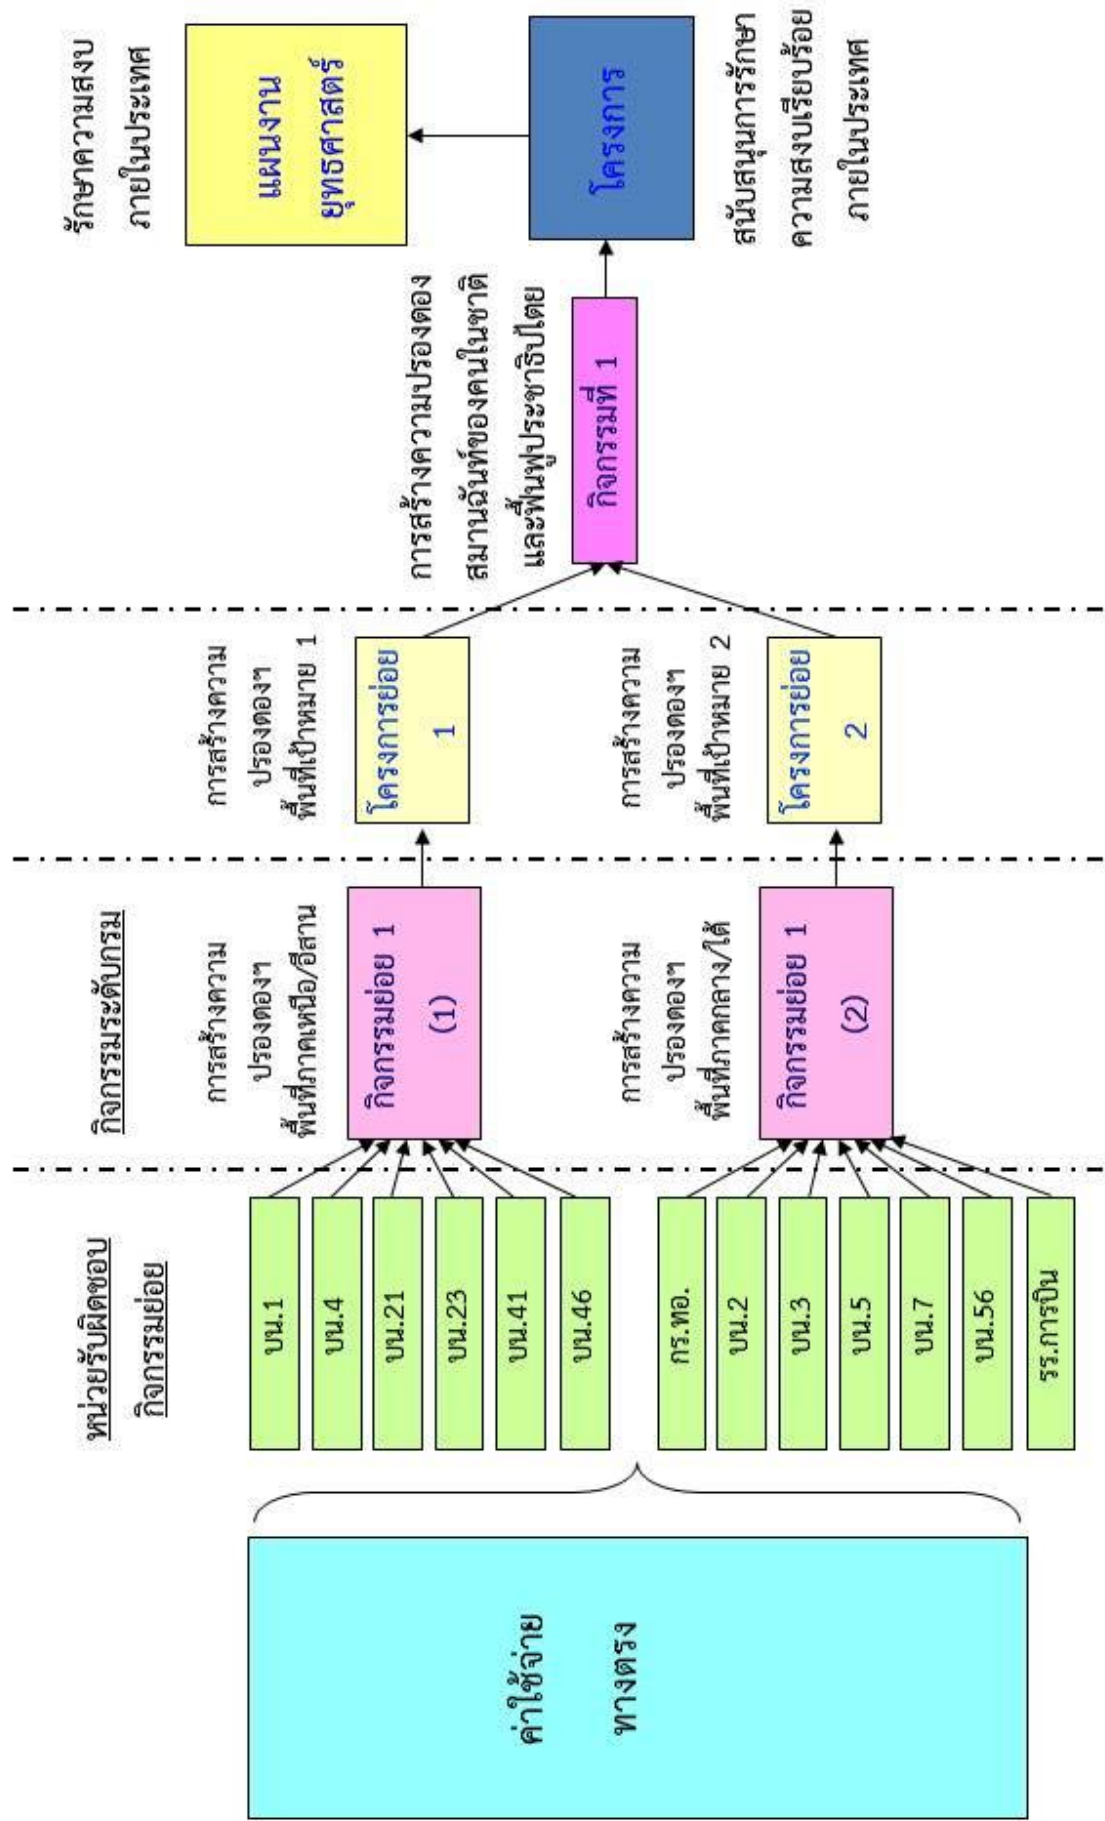 หน่วยรับผิดชอบ
กิจกรรมย่อย
กิจกรรมระดับกรม
รักษาความสงบ
ภายในประเทศ
ค่าใช้จ่าย
ทางตรง
บน.1
บน.4
บน.21
บน.23
บน.41
บน.46
กร.ทอ.
บน.2
บน.3
บน.5
บน.7
บน.56
รร.การบิน
การสร้างความ
ปรองดองฯ
พื้นที่ภาคเหนือ/อีสาน
กิจกรรมย่อย 1
(1)
การสร้างความ
ปรองดองฯ
พื้นที่ภาคกลาง/ใต้
กิจกรรมย่อย 1
(2)
การสร้างความ
ปรองดองฯ
พื้นที่เป้าหมาย 1
โครงการย่อย
1
การสร้างความ
ปรองดองฯ
พื้นที่เป้าหมาย 2
โครงการย่อย
2
การสร้างความปรองดอง
สมานฉันท์ของคนในชาติ
และฟื้นฟูประชาธิปไตย
กิจกรรมที่ 1
แผนงาน
ยุทธศาสตร์
โครงการ
สนับสนุนการรักษา
ความสงบเรียบร้อย
ภายในประเทศ